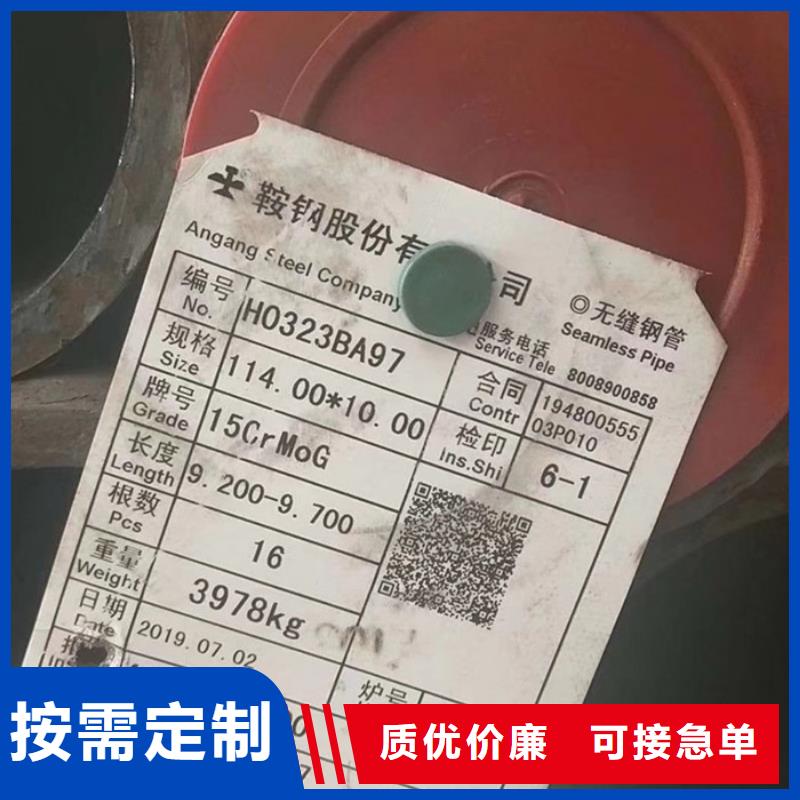 鞍钢股份有 司
Angang Steel Company
◎无缝钢管
Seamless Pipe
服务电话
Service Tele 8008900858
编号 No. H0323BA97
合同 Contr 194800555 03P010
规格 Size 114.00*10.00
检印 Ins.Shi 6-1
牌号 Grade 15CrMoG
长度 Length 9.200-9.700
根数 Pcs 16
重量 Weight 3978kg
日期 Date 2019.07.02
炉号
按需定制
质优价廉 可接急单